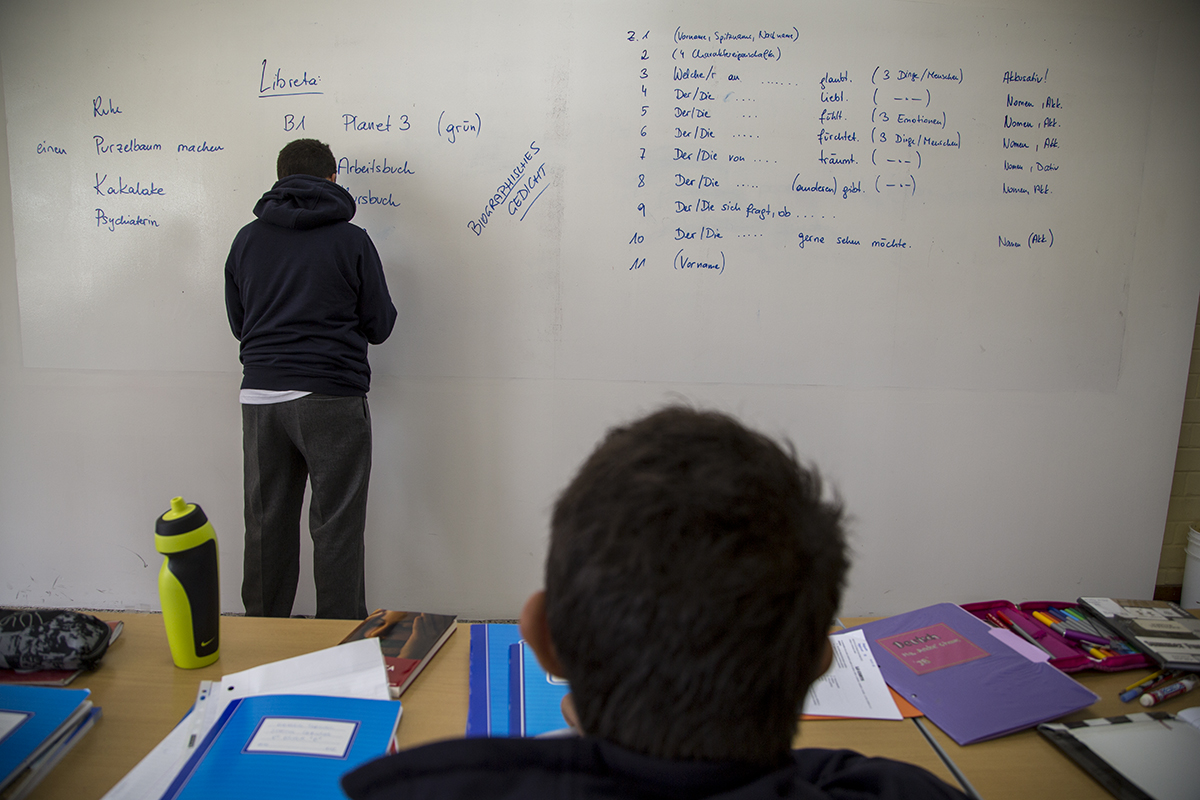 Libreta:
Ruhe
einen Purzelbaum machen
Kakalake
Psychiaterin
B1 Planet 3 (grün)
Arbeitsbuch
ursbuch
BIOGRAPHISCHES
GEDICHT
Z. 1 (Vorname, Spitzname, Nachname)
2 (4 Charaktereigenschaften)
3 Welche/r an ...... glaubt. (3 Dinge/Menschen) Akkusativ!
4 Der/Die .... liebt. (-·-) Nomen, Akk.
5 Der/Die ... fühlt. (3 Emotionen) Nomen, Akk.
6 Der/Die ..... fürchtet. (3 Dinge/Menschen) Nomen, Akk.
7 Der/Die von .... träumt. (-·-) Nomen, Dativ
8 Der/Die ..... (anderen) gibt. (-·-) Nomen, Akk.
9 Der/Die sich fragt, ob ......
10 Der/Die ..... gerne sehen möchte. Nomen (Akk)
11 (Vorname)